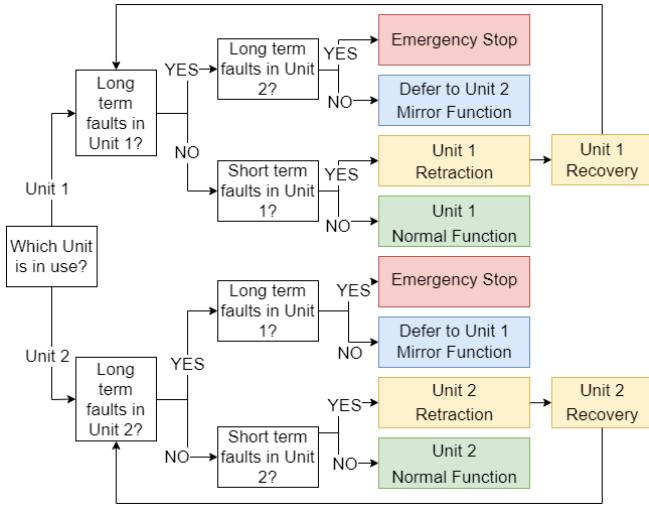 Long
term
faults in
Unit 1?
YES
Long term
faults in Unit
2?
YES
Emergency Stop
NO
Defer to Unit 2
Mirror Function
NO
Short term
faults in Unit
1?
YES
Unit 1
Retraction
Unit 1
Recovery
NO
Unit 1
Normal Function
Unit 1
Which Unit
is in use?
Unit 2
Long
term
faults in
Unit 2?
YES
Long term
faults in Unit
1?
YES
Emergency Stop
NO
Defer to Unit 1
Mirror Function
NO
Short term
faults in Unit
2?
YES
Unit 2
Retraction
Unit 2
Recovery
NO
Unit 2
Normal Function